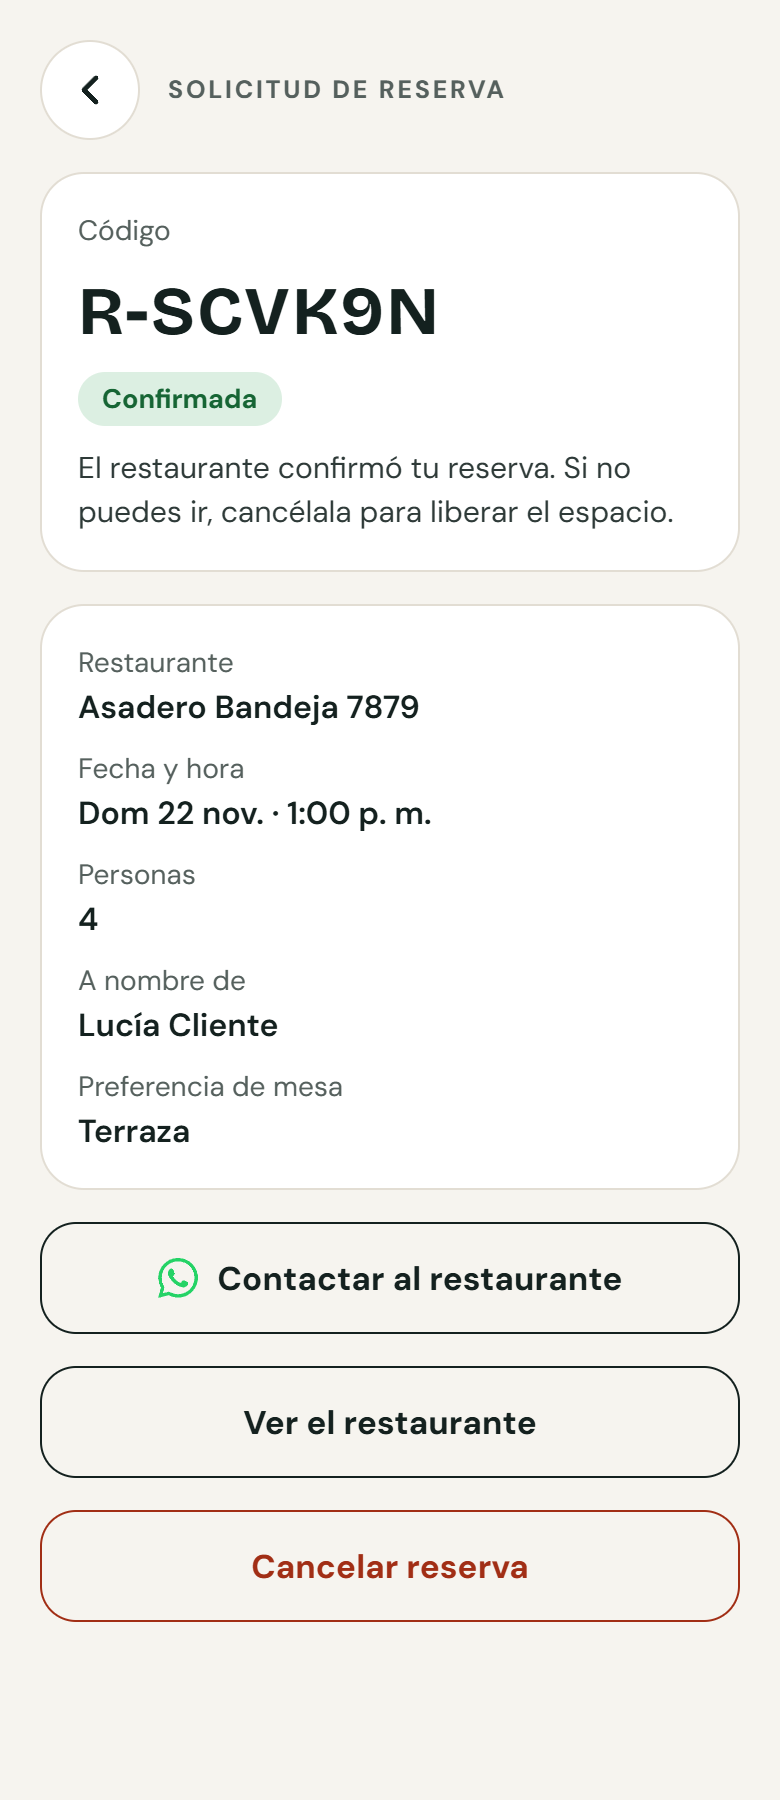 SOLICITUD DE RESERVA
Código
R-SCVK9N
Confirmada
El restaurante confirmó tu reserva. Si no
puedes ir, cancélala para liberar el espacio.
Restaurante
Asadero Bandeja 7879
Fecha y hora
Dom 22 nov. · 1:00 p. m.
Personas
4
A nombre de
Lucía Cliente
Preferencia de mesa
Terraza
Contactar al restaurante
Ver el restaurante
Cancelar reserva